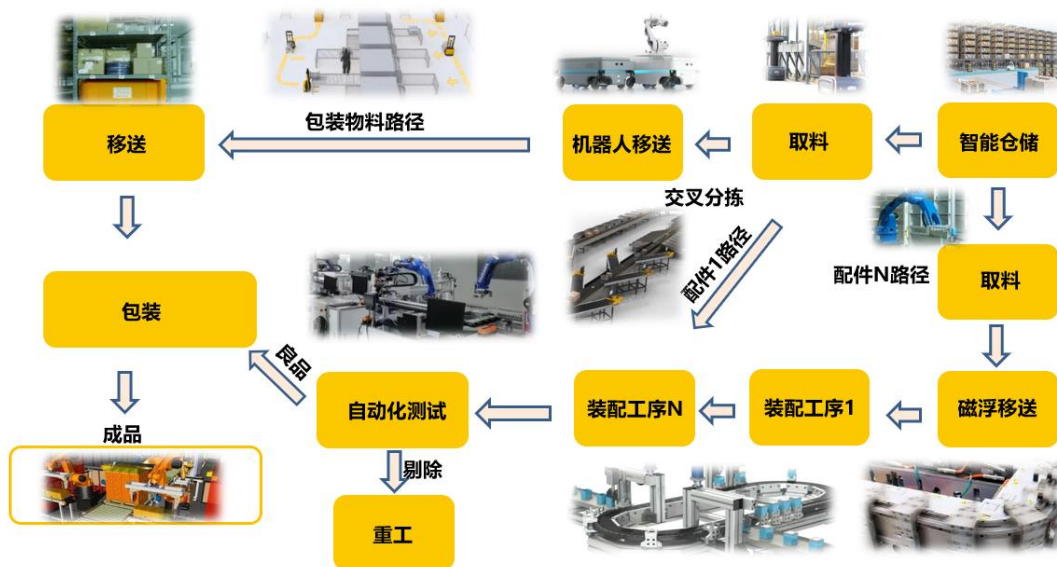 包装物料路径
移送
机器人移送
取料
智能仓储
交叉分拣
配件1路径
配件N路径
取料
包装
良品
自动化测试
装配工序N
装配工序1
磁浮移送
成品
剔除
重工